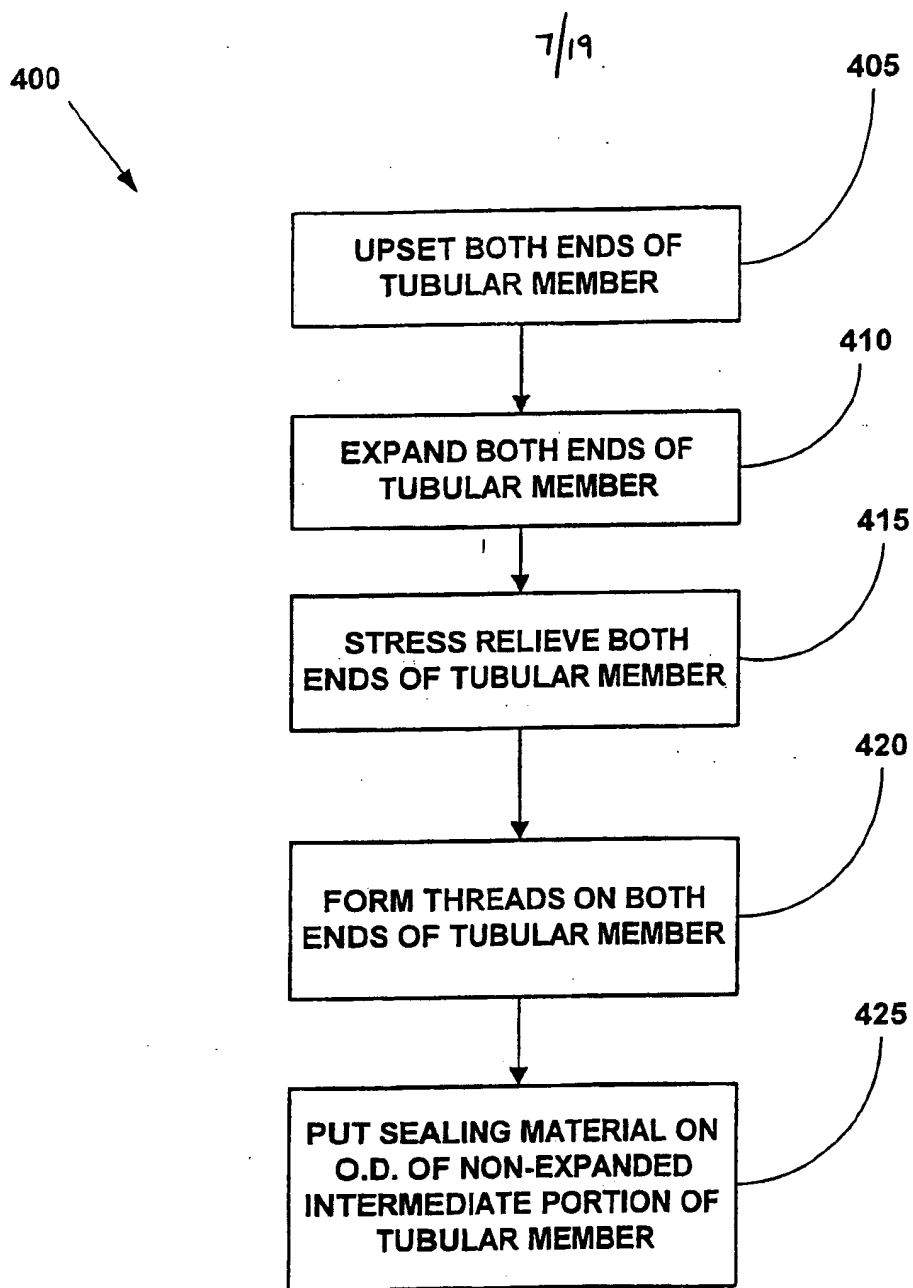 7/19
400
405
UPSET BOTH ENDS OF
TUBULAR MEMBER
410
EXPAND BOTH ENDS OF
TUBULAR MEMBER
415
STRESS RELIEVE BOTH
ENDS OF TUBULAR MEMBER
420
FORM THREADS ON BOTH
ENDS OF TUBULAR MEMBER
425
PUT SEALING MATERIAL ON
O.D. OF NON-EXPANDED
INTERMEDIATE PORTION OF
TUBULAR MEMBER